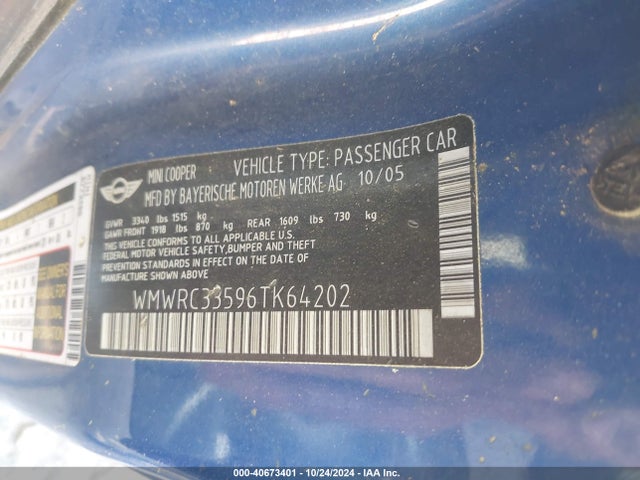 MINI COOPER VEHICLE TYPE: PASSENGER CAR
MFD BY BAYERISCHE MOTOREN WERKE AG 10/05
GVWR 3340 lbs 1515 kg
GAWR FRONT 1918 lbs 870 kg REAR 1609 lbs 730 kg
THIS VEHICLE CONFORMS TO ALL APPLICABLE U.S.
FEDERAL MOTOR VEHICLE SAFETY, BUMPER AND THEFT
PREVENTION STANDARDS IN EFFECT ON THE DATE OF
MANUFACTURE SHOWN ABOVE.
WMWRC33596TK64202
000-40673401 - 10/24/2024 - IAA Inc.